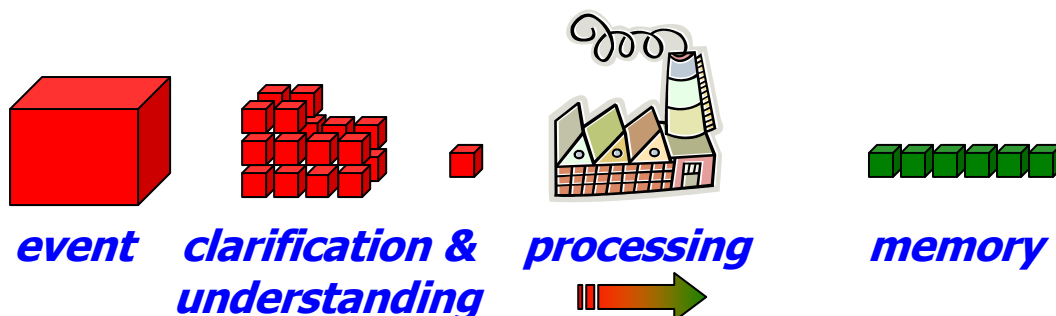 event
clarification &
understanding
processing
memory